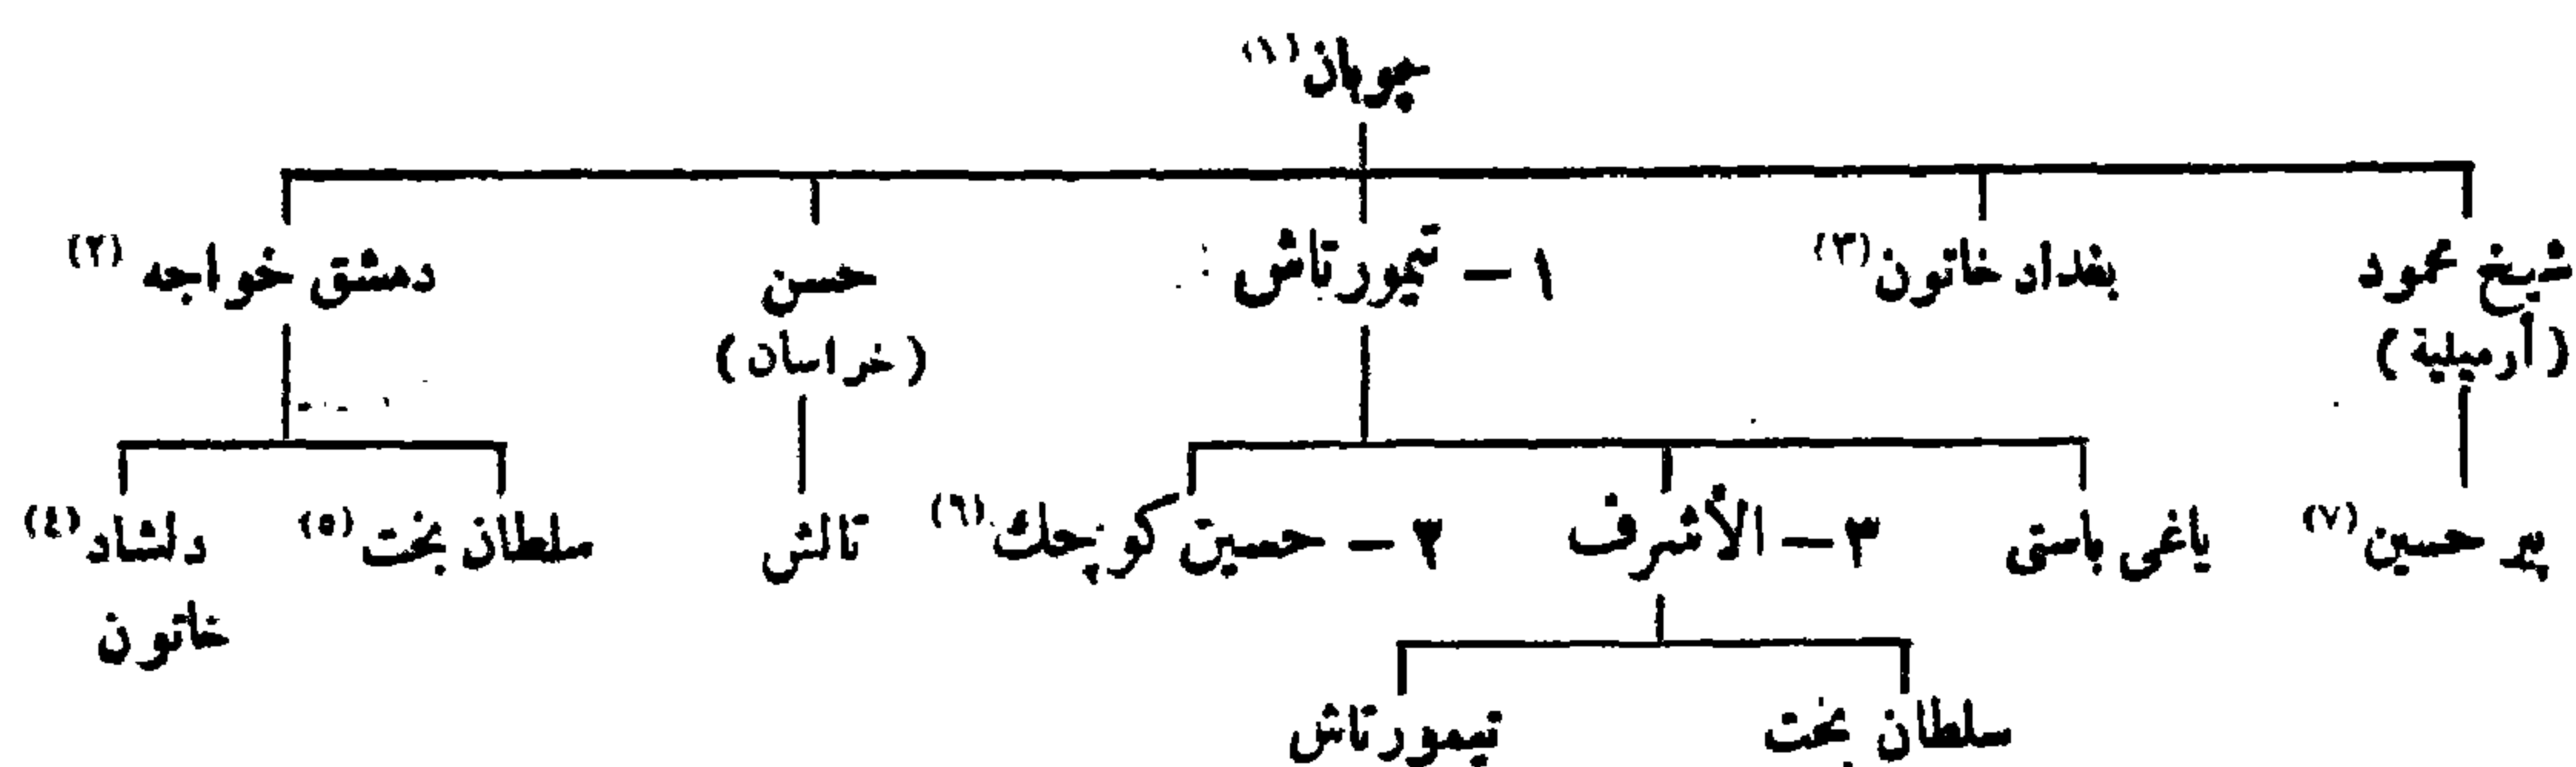 چوپان (١)
شيخ محمود بغداد خاتون (٣) ١ - تيمورتاش حسن دمشق خواجه (٢)
(أرمينية) (خراسان)
پير حسين (٧) ياغى باستى ٣ - الأشرف ٢ - حسين كوچك (٦) تالش سلطان بخت (٥) دلشاد (٤)
خاتون
سلطان بخت تيمورتاش